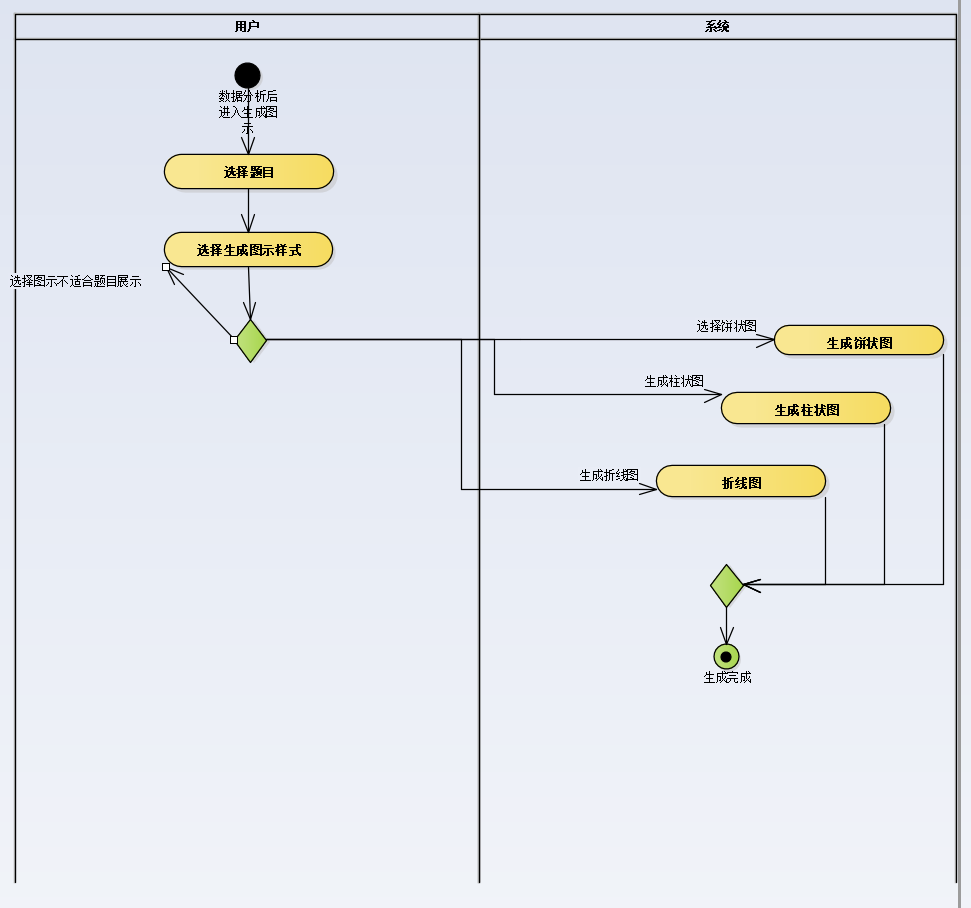 用户
系统
数据分析后
进入生成图
示
选择题目
选择生成图示样式
选择图示不适合题目展示
选择饼状图
生成饼状图
生成柱状图
生成柱状图
生成折线图
折线图
生成完成